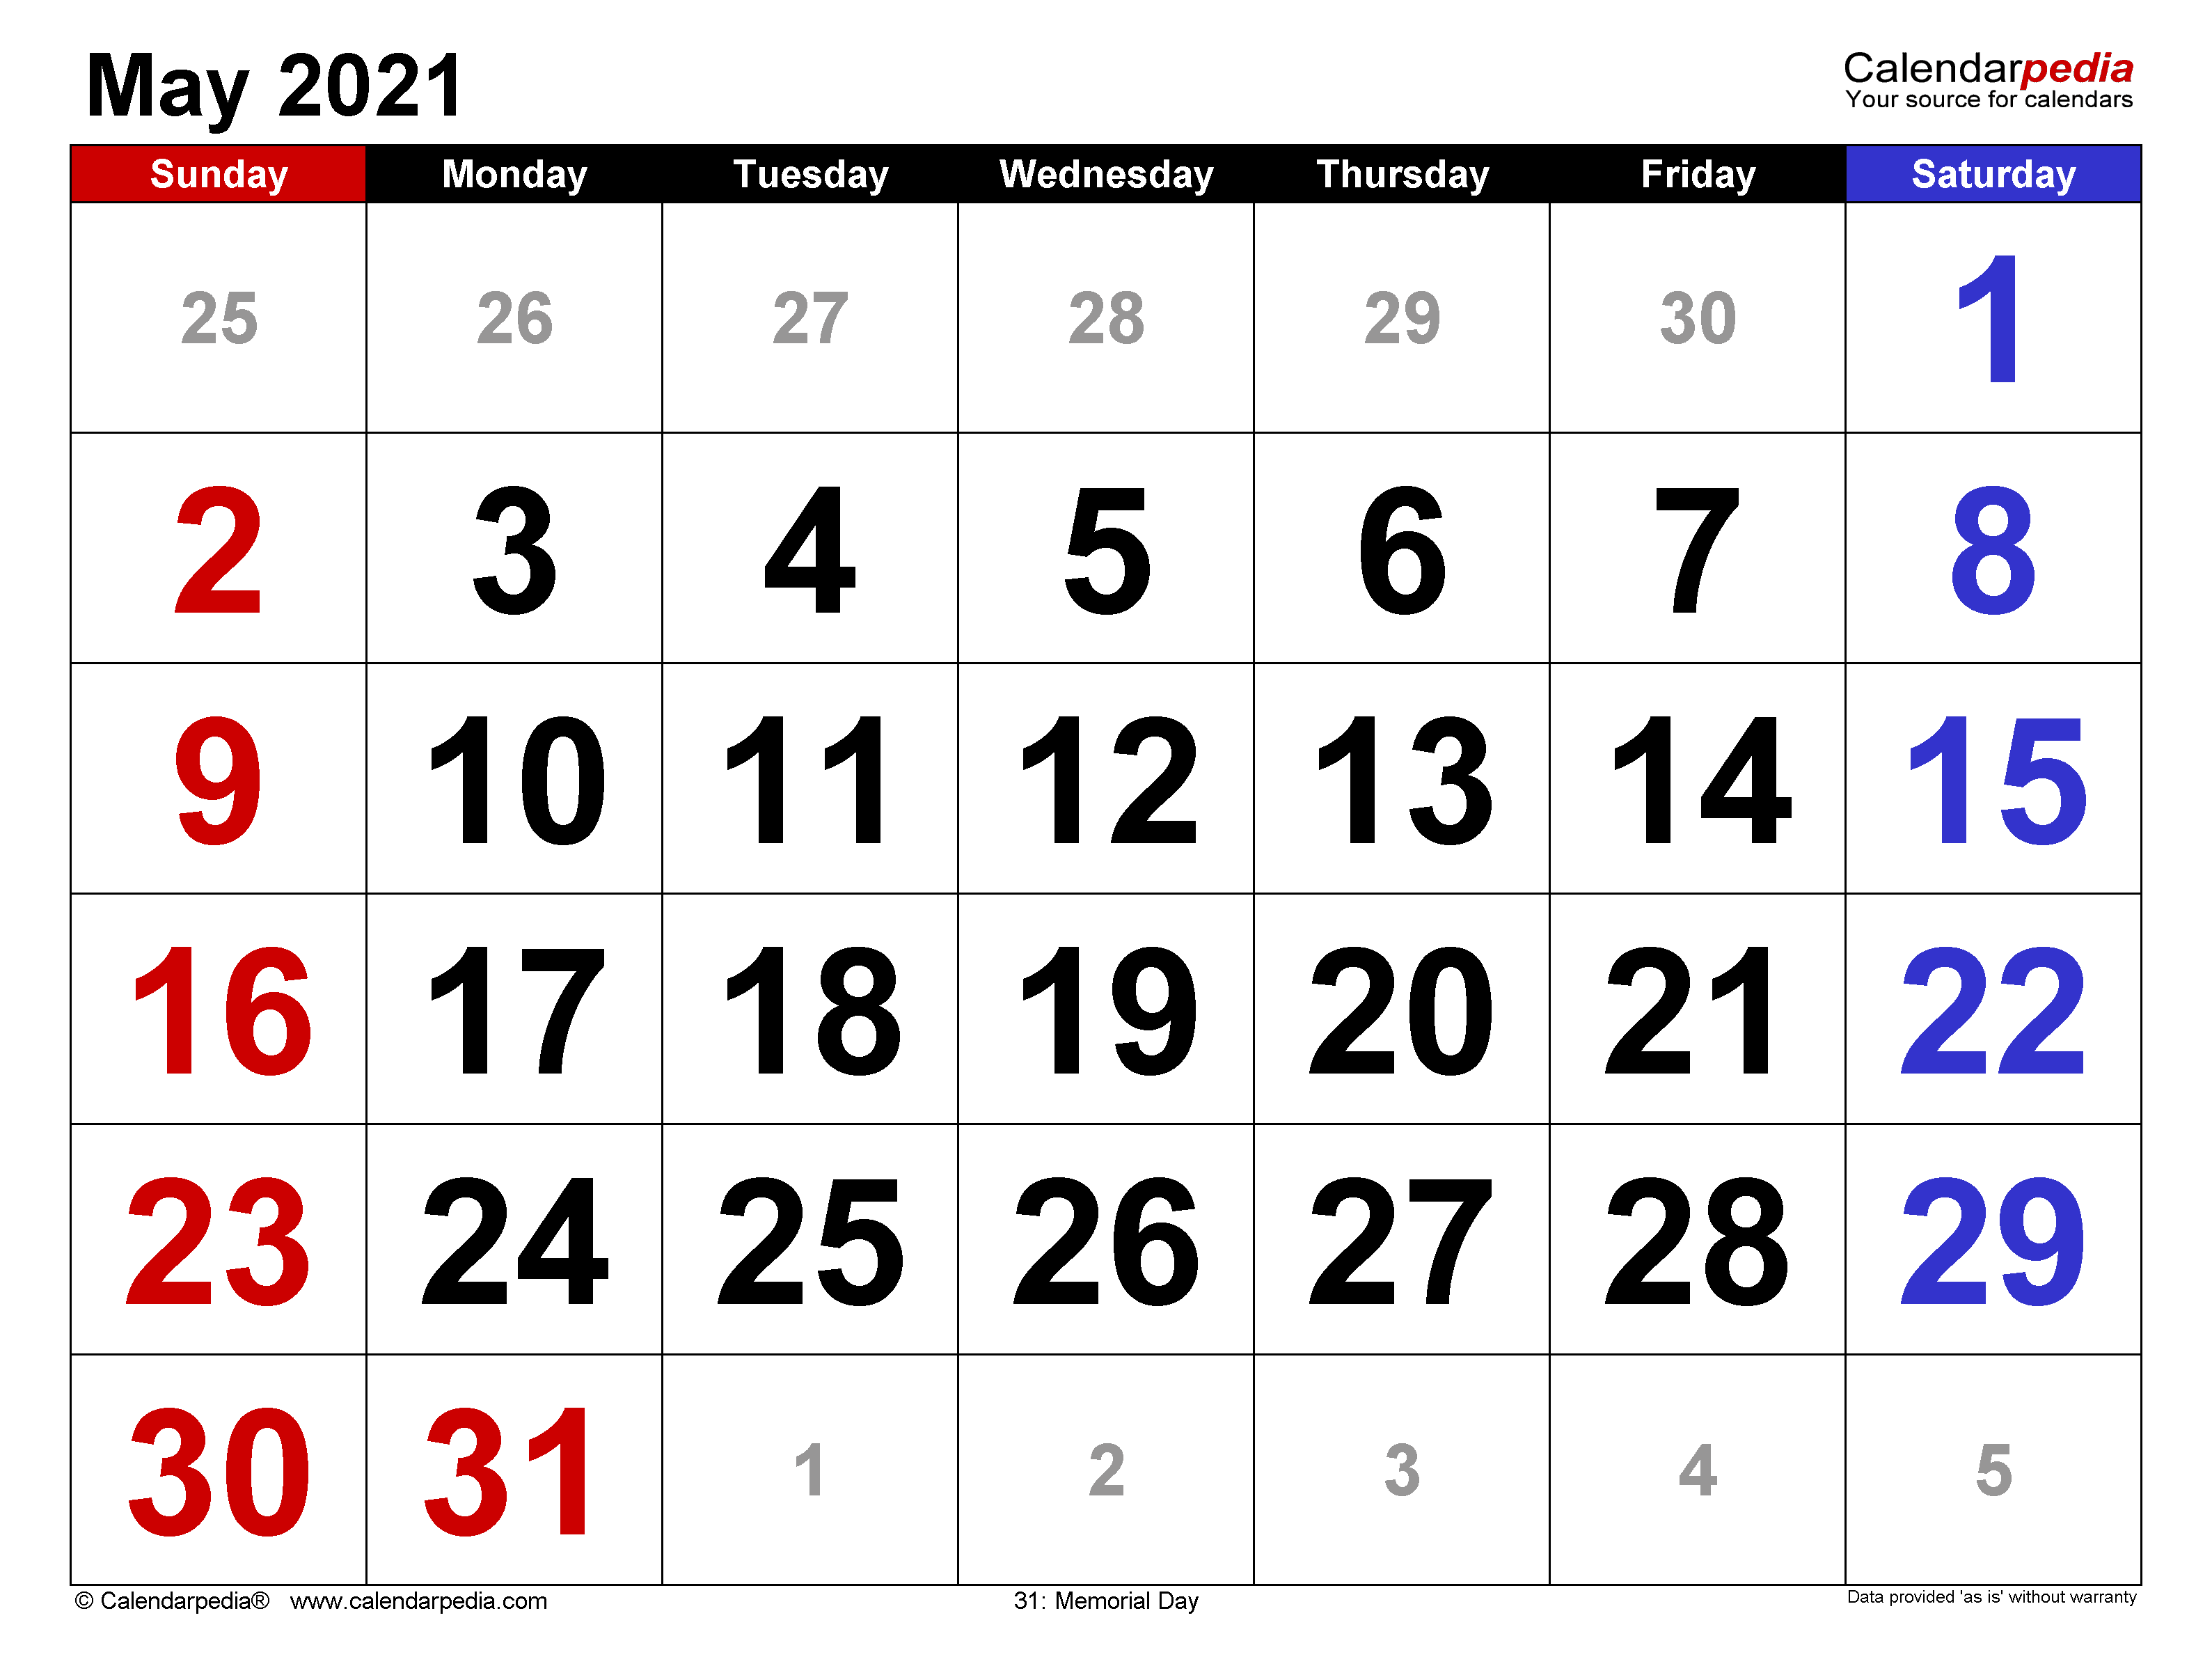 May 2021
Calendarpedia
Your source for calendars
Sunday Monday Tuesday Wednesday Thursday Friday Saturday
25 26 27 28 29 30 1
2 3 4 5 6 7 8
9 10 11 12 13 14 15
16 17 18 19 20 21 22
23 24 25 26 27 28 29
30 31 1 2 3 4 5
© Calendarpedia® www.calendarpedia.com 31: Memorial Day Data provided 'as is' without warranty